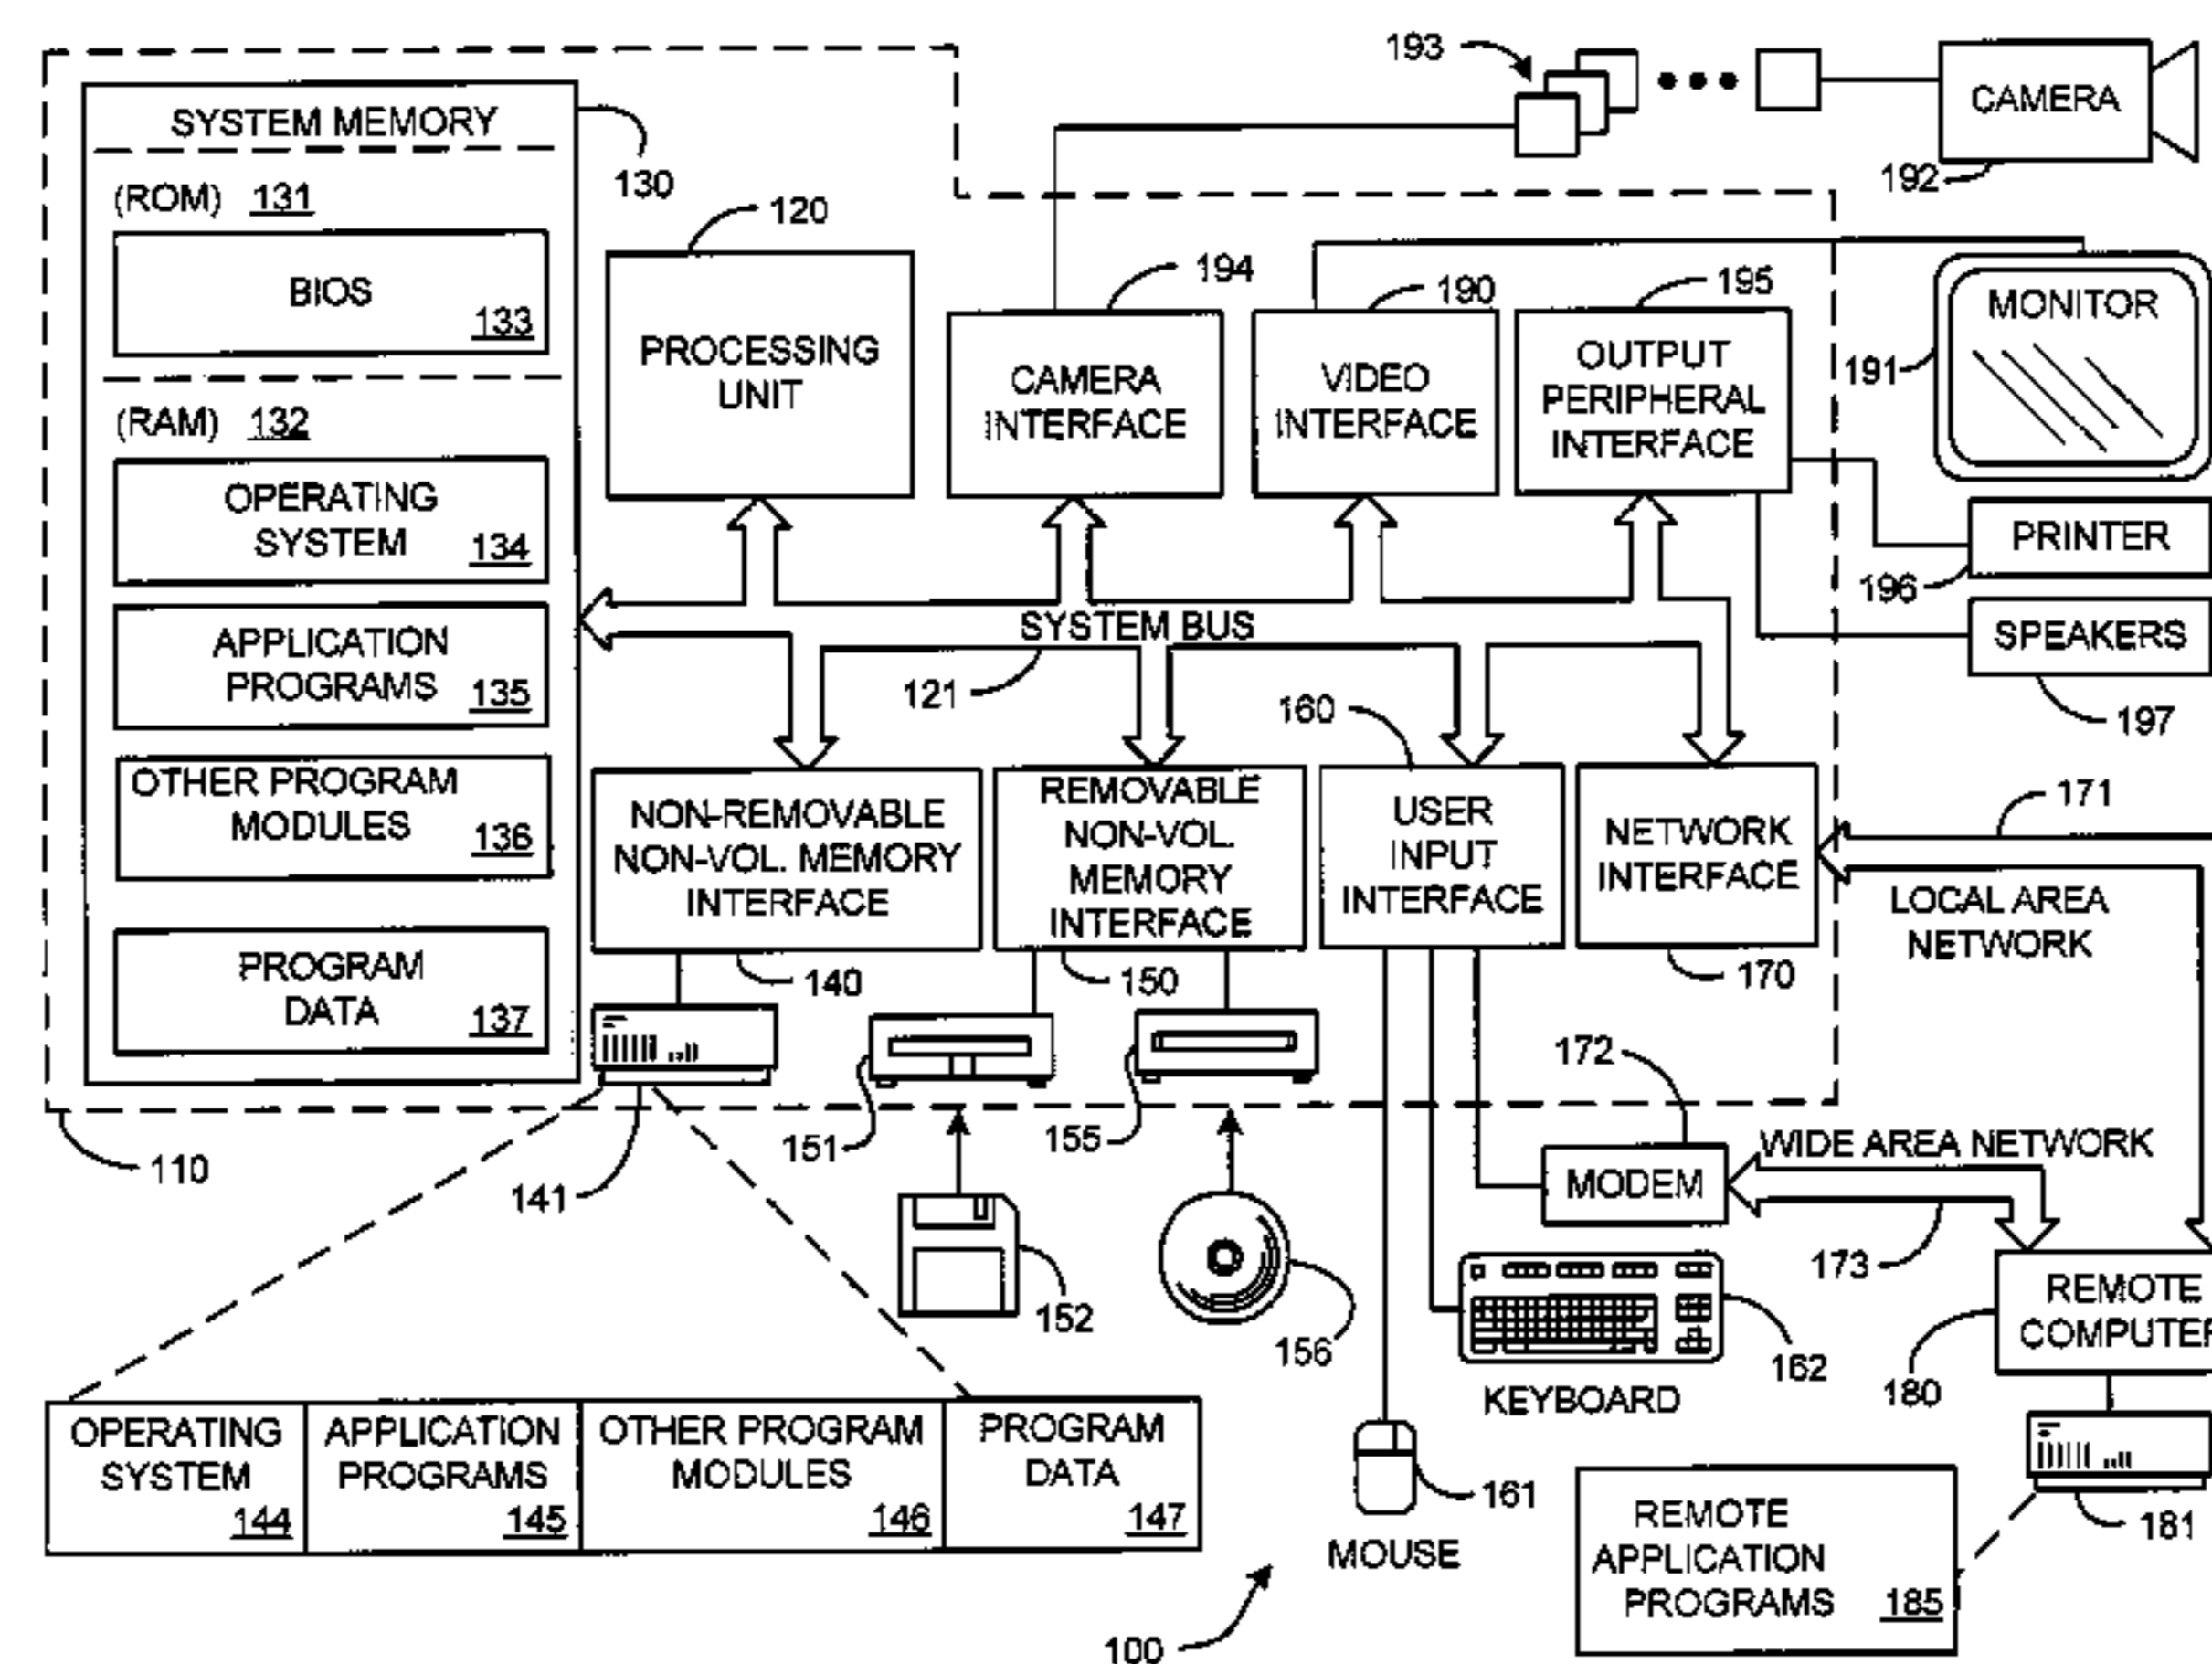 193
CAMERA
192
SYSTEM MEMORY
130
(ROM) 131
BIOS
133
(RAM) 132
OPERATING
SYSTEM 134
APPLICATION
PROGRAMS 135
OTHER PROGRAM
MODULES 136
PROGRAM
DATA 137
120
PROCESSING
UNIT
194
CAMERA
INTERFACE
190
VIDEO
INTERFACE
195
OUTPUT
PERIPHERAL
INTERFACE
MONITOR
191
PRINTER
196
SPEAKERS
197
SYSTEM BUS
121
NON-REMOVABLE
NON-VOL. MEMORY
INTERFACE
140
REMOVABLE
NON-VOL.
MEMORY
INTERFACE
150
160
USER
INPUT
INTERFACE
NETWORK
INTERFACE
170
171
LOCAL AREA
NETWORK
110
141
151
155
152
156
172
MODEM
WIDE AREA NETWORK
173
REMOTE
COMPUTER
180
181
162
KEYBOARD
161
MOUSE
OPERATING
SYSTEM
144
APPLICATION
PROGRAMS
145
OTHER PROGRAM
MODULES
146
PROGRAM
DATA
147
REMOTE
APPLICATION
PROGRAMS 185
100